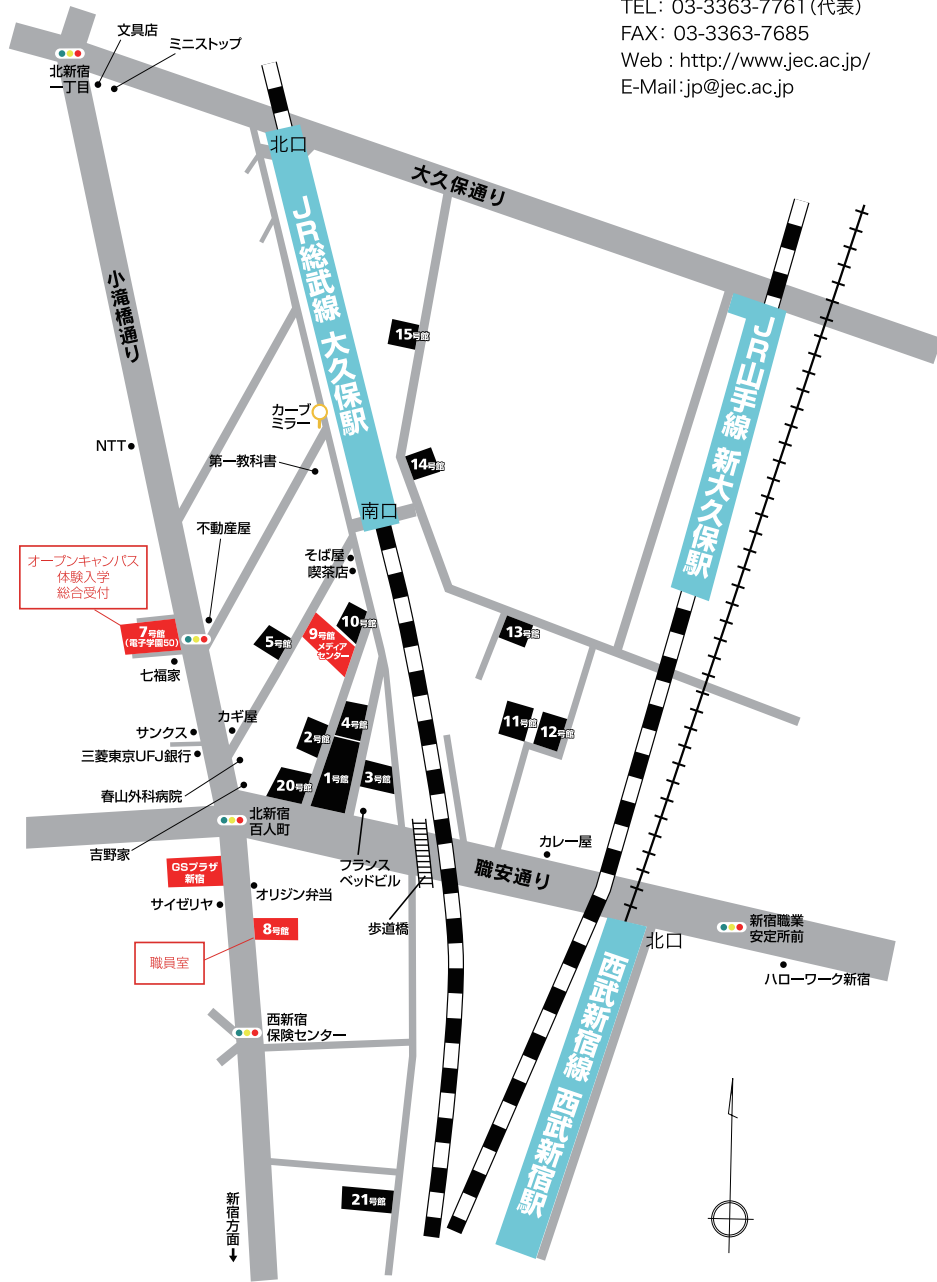 TEL: 03-3363-7761(代表)
FAX: 03-3363-7685
Web : http://www.jec.ac.jp/
E-Mail:jp@jec.ac.jp
文具店
ミニストップ
北新宿
一丁目
北口
大久保通り
JR総武線 大久保駅
小滝橋通り
15号館
JR山手線 新大久保駅
カーブ
ミラー
NTT
第一教科書
14号館
南口
不動産屋
そば屋
喫茶店
オープンキャンパス
体験入学
総合受付
7号館
(電子学園50)
10号館
9号館
メディア
センター
5号館
13号館
七福家
サンクス
カギ屋
2号館
4号館
11号館
12号館
三菱東京UFJ銀行
20号館
1号館
3号館
春山外科病院
北新宿
百人町
吉野家
フランス
ベッドビル
カレー屋
職安通り
GSプラザ
新宿
オリジン弁当
サイゼリヤ
8号館
歩道橋
新宿職業
安定所前
北口
職員室
ハローワーク新宿
西武新宿線 西武新宿駅
西新宿
保険センター
21号館
新宿方面